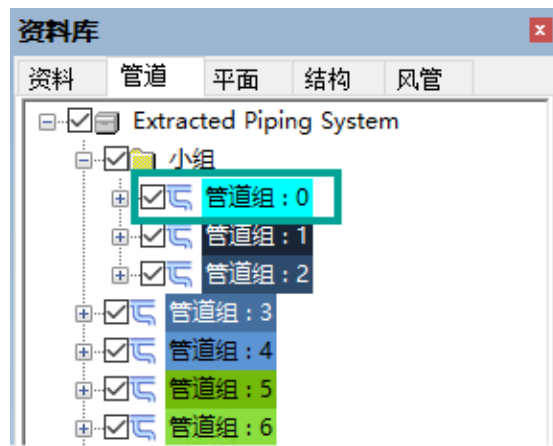 资料库
资料 管道 平面 结构 风管
Extracted Piping System
小组
管道组 : 0
管道组 : 1
管道组 : 2
管道组 : 3
管道组 : 4
管道组 : 5
管道组 : 6